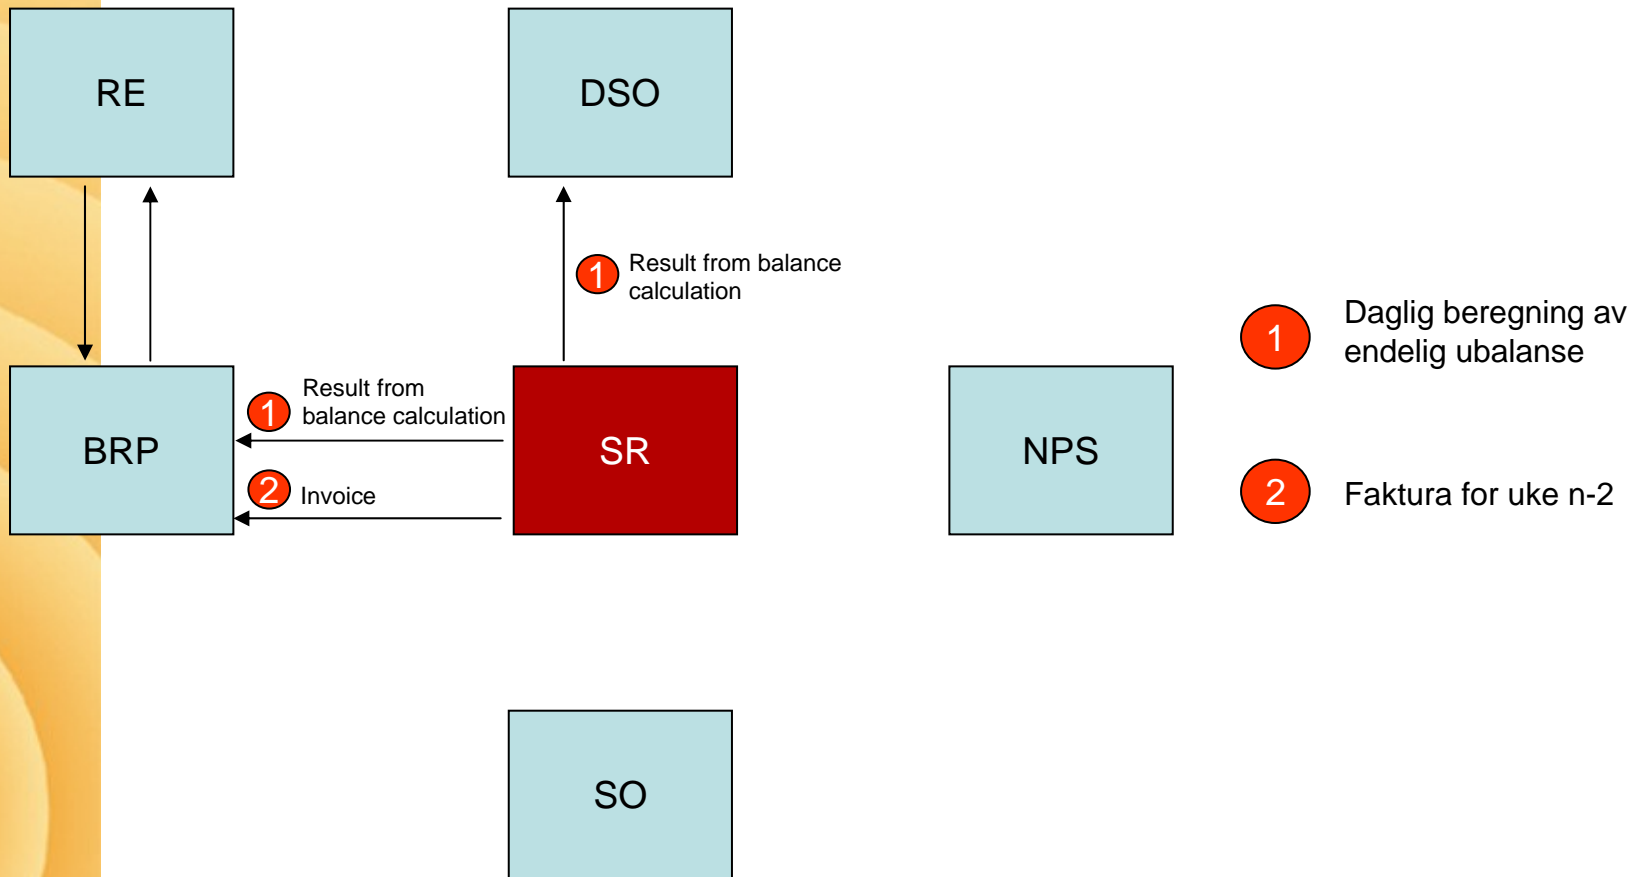 RE
DSO
1
Result from balance
calculation
1
Daglig beregning av
endelig ubalanse
1
Result from
balance calculation
BRP
SR
NPS
2
Invoice
2
Faktura for uke n-2
SO